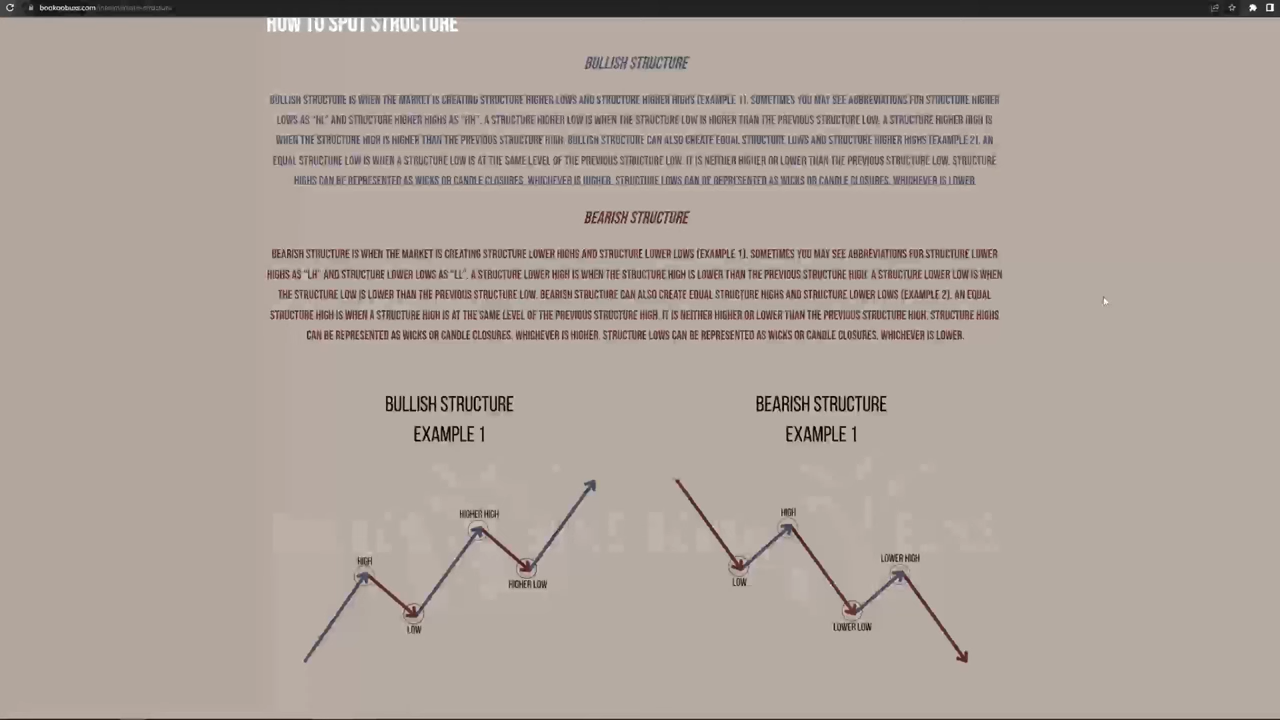 bookoobuss.com
HOW TO SPOT STRUCTURE
BULLISH STRUCTURE
BULLISH STRUCTURE IS WHEN THE MARKET IS CREATING STRUCTURE HIGHER LOWS AND STRUCTURE HIGHER HIGHS (EXAMPLE 1). SOMETIMES YOU MAY SEE ABBREVIATIONS FOR STRUCTURE HIGHER
LOWS AS "HL" AND STRUCTURE HIGHER HIGHS AS "HH". A STRUCTURE HIGHER LOW IS WHEN THE STRUCTURE LOW IS HIGHER THAN THE PREVIOUS STRUCTURE LOW. A STRUCTURE HIGHER HIGH IS
WHEN THE STRUCTURE HIGH IS HIGHER THAN THE PREVIOUS STRUCTURE HIGH. BULLISH STRUCTURE CAN ALSO CREATE EQUAL STRUCTURE LOWS AND STRUCTURE HIGHER HIGHS (EXAMPLE 2). AN
EQUAL STRUCTURE LOW IS WHEN A STRUCTURE LOW IS AT THE SAME LEVEL OF THE PREVIOUS STRUCTURE LOW. IT IS NEITHER HIGHER OR LOWER THAN THE PREVIOUS STRUCTURE LOW. STRUCTURE
HIGHS CAN BE REPRESENTED AS WICKS OR CANDLE CLOSURES, WHICHEVER IS HIGHER. STRUCTURE LOWS CAN BE REPRESENTED AS WICKS OR CANDLE CLOSURES, WHICHEVER IS LOWER.
BEARISH STRUCTURE
BEARISH STRUCTURE IS WHEN THE MARKET IS CREATING STRUCTURE LOWER HIGHS AND STRUCTURE LOWER LOWS (EXAMPLE 1). SOMETIMES YOU MAY SEE ABBREVIATIONS FOR STRUCTURE LOWER
HIGHS AS "LH" AND STRUCTURE LOWER LOWS AS "LL". A STRUCTURE LOWER HIGH IS WHEN THE STRUCTURE HIGH IS LOWER THAN THE PREVIOUS STRUCTURE HIGH. A STRUCTURE LOWER LOW IS WHEN
THE STRUCTURE LOW IS LOWER THAN THE PREVIOUS STRUCTURE LOW. BEARISH STRUCTURE CAN ALSO CREATE EQUAL STRUCTURE HIGHS AND STRUCTURE LOWER LOWS (EXAMPLE 2). AN EQUAL
STRUCTURE HIGH IS WHEN A STRUCTURE HIGH IS AT THE SAME LEVEL OF THE PREVIOUS STRUCTURE HIGH. IT IS NEITHER HIGHER OR LOWER THAN THE PREVIOUS STRUCTURE HIGH. STRUCTURE HIGHS
CAN BE REPRESENTED AS WICKS OR CANDLE CLOSURES, WHICHEVER IS HIGHER. STRUCTURE LOWS CAN BE REPRESENTED AS WICKS OR CANDLE CLOSURES, WHICHEVER IS LOWER.
BULLISH STRUCTURE
EXAMPLE 1
HIGHER HIGH
HIGH
HIGHER LOW
LOW
BEARISH STRUCTURE
EXAMPLE 1
HIGH
LOWER HIGH
LOW
LOWER LOW